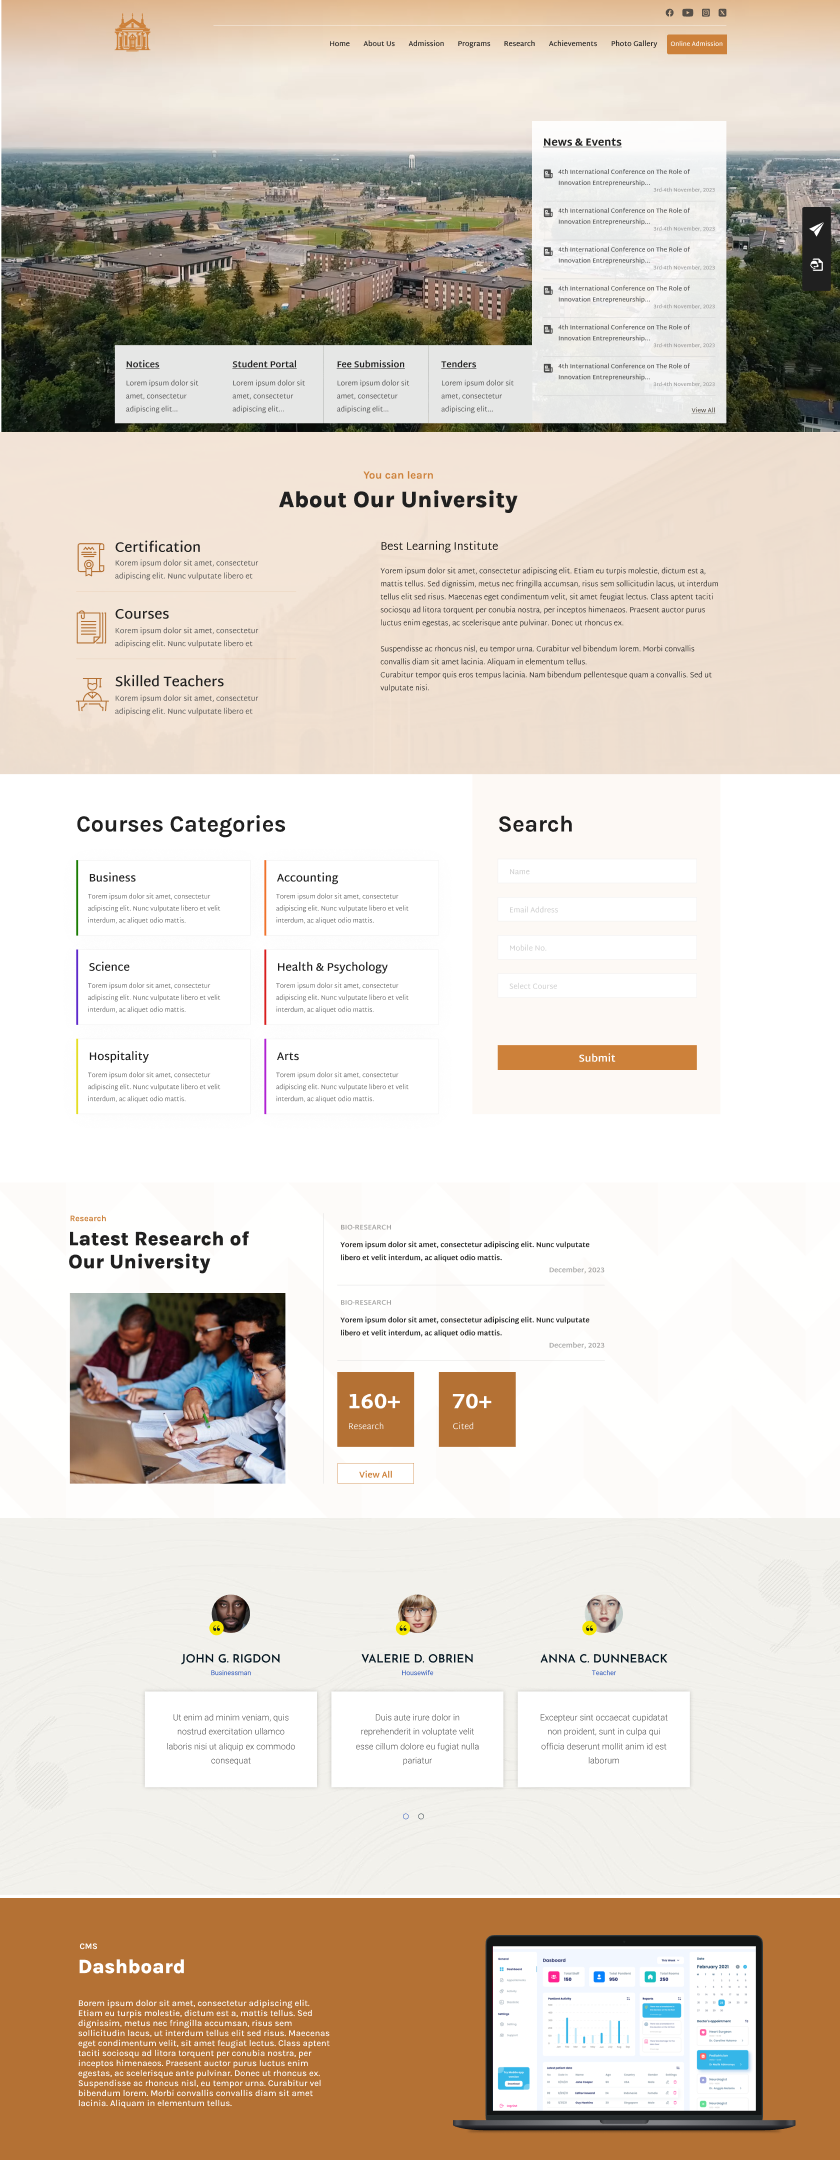 Home About Us Admission Programs Research Achievements Photo Gallery Online Admission
News & Events
4th International Conference on The Role of
Innovation Entrepreneurship...
3rd-4th November, 2023
4th International Conference on The Role of
Innovation Entrepreneurship...
3rd-4th November, 2023
4th International Conference on The Role of
Innovation Entrepreneurship...
3rd-4th November, 2023
4th International Conference on The Role of
Innovation Entrepreneurship...
3rd-4th November, 2023
4th International Conference on The Role of
Innovation Entrepreneurship...
3rd-4th November, 2023
4th International Conference on The Role of
Innovation Entrepreneurship...
3rd-4th November, 2023
View All
Notices
Lorem ipsum dolor sit
amet, consectetur
adipiscing elit...
Student Portal
Lorem ipsum dolor sit
amet, consectetur
adipiscing elit...
Fee Submission
Lorem ipsum dolor sit
amet, consectetur
adipiscing elit...
Tenders
Lorem ipsum dolor sit
amet, consectetur
adipiscing elit...
You can learn
About Our University
Certification
Korem ipsum dolor sit amet, consectetur
adipiscing elit. Nunc vulputate libero et
Courses
Korem ipsum dolor sit amet, consectetur
adipiscing elit. Nunc vulputate libero et
Skilled Teachers
Korem ipsum dolor sit amet, consectetur
adipiscing elit. Nunc vulputate libero et
Best Learning Institute
Yorem ipsum dolor sit amet, consectetur adipiscing elit. Etiam eu turpis molestie, dictum est a,
mattis tellus. Sed dignissim, metus nec fringilla accumsan, risus sem sollicitudin lacus, ut interdum
tellus elit sed risus. Maecenas eget condimentum velit, sit amet feugiat lectus. Class aptent taciti
sociosqu ad litora torquent per conubia nostra, per inceptos himenaeos. Praesent auctor purus
luctus enim egestas, ac scelerisque ante pulvinar. Donec ut rhoncus ex.
Suspendisse ac rhoncus nisl, eu tempor urna. Curabitur vel bibendum lorem. Morbi convallis
convallis diam sit amet lacinia. Aliquam in elementum tellus.
Curabitur tempor quis eros tempus lacinia. Nam bibendum pellentesque quam a convallis. Sed ut
vulputate nisi.
Courses Categories
Business
Torem ipsum dolor sit amet, consectetur
adipiscing elit. Nunc vulputate libero et velit
interdum, ac aliquet odio mattis.
Accounting
Torem ipsum dolor sit amet, consectetur
adipiscing elit. Nunc vulputate libero et velit
interdum, ac aliquet odio mattis.
Science
Torem ipsum dolor sit amet, consectetur
adipiscing elit. Nunc vulputate libero et velit
interdum, ac aliquet odio mattis.
Health & Psychology
Torem ipsum dolor sit amet, consectetur
adipiscing elit. Nunc vulputate libero et velit
interdum, ac aliquet odio mattis.
Hospitality
Torem ipsum dolor sit amet, consectetur
adipiscing elit. Nunc vulputate libero et velit
interdum, ac aliquet odio mattis.
Arts
Torem ipsum dolor sit amet, consectetur
adipiscing elit. Nunc vulputate libero et velit
interdum, ac aliquet odio mattis.
Search
Name
Email Address
Mobile No.
Select Course
Submit
Research
Latest Research of
Our University
BIO-RESEARCH
Yorem ipsum dolor sit amet, consectetur adipiscing elit. Nunc vulputate
libero et velit interdum, ac aliquet odio mattis.
December, 2023
BIO-RESEARCH
Yorem ipsum dolor sit amet, consectetur adipiscing elit. Nunc vulputate
libero et velit interdum, ac aliquet odio mattis.
December, 2023
160+
Research
70+
Cited
View All
JOHN G. RIGDON
Businessman
Ut enim ad minim veniam, quis
nostrud exercitation ullamco
laboris nisi ut aliquip ex commodo
consequat
VALERIE D. OBRIEN
Housewife
Duis aute irure dolor in
reprehenderit in voluptate velit
esse cillum dolore eu fugiat nulla
pariatur
ANNA C. DUNNEBACK
Teacher
Excepteur sint occaecat cupidatat
non proident, sunt in culpa qui
officia deserunt mollit anim id est
laborum
CMS
Dashboard
Borem ipsum dolor sit amet, consectetur adipiscing elit.
Etiam eu turpis molestie, dictum est a, mattis tellus. Sed
dignissim, metus nec fringilla accumsan, risus sem
sollicitudin lacus, ut interdum tellus elit sed risus. Maecenas
eget condimentum velit, sit amet feugiat lectus. Class aptent
taciti sociosqu ad litora torquent per conubia nostra, per
inceptos himenaeos. Praesent auctor purus luctus enim
egestas, ac scelerisque ante pulvinar. Donec ut rhoncus ex.
Suspendisse ac rhoncus nisl, eu tempor urna. Curabitur vel
bibendum lorem. Morbi convallis convallis diam sit amet
lacinia. Aliquam in elementum tellus.
Dasboard
This Week
February 2021